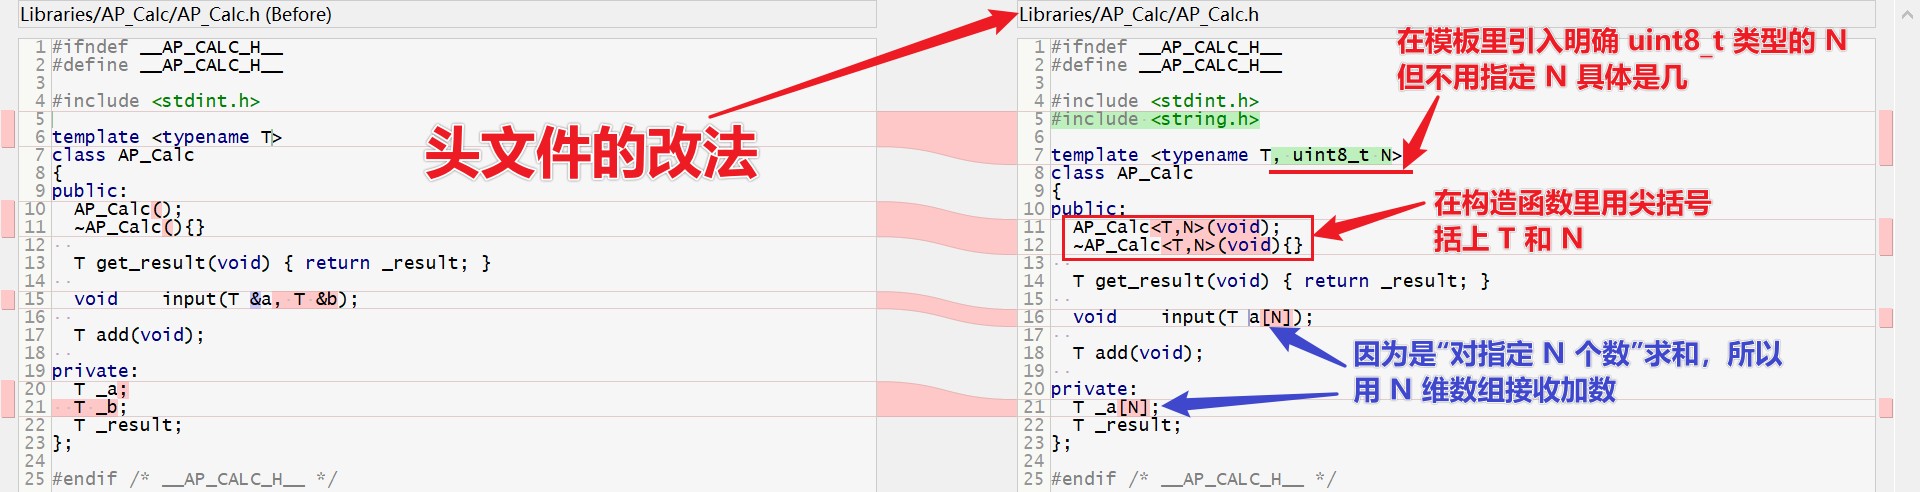 Libraries/AP_Calc/AP_Calc.h (Before)
1 #ifndef __AP_CALC_H__
2 #define __AP_CALC_H__
3
4 #include <stdint.h>
5
6 template <typename T>
7 class AP_Calc
8 {
9 public:
10 AP_Calc();
11 ~AP_Calc(){}
12
13 T get_result(void) { return _result; }
14
15 void input(T &a, T &b);
16
17 T add(void);
18
19 private:
20 T _a;
21 T _b;
22 T _result;
23 };
24
25 #endif /* __AP_CALC_H__ */
头文件的改法
Libraries/AP_Calc/AP_Calc.h
1 #ifndef __AP_CALC_H__
2 #define __AP_CALC_H__
3
4 #include <stdint.h>
5 #include <string.h>
6
7 template <typename T, uint8_t N>
8 class AP_Calc
9 {
10 public:
11 AP_Calc<T,N>(void);
12 ~AP_Calc<T,N>(void){}
13
14 T get_result(void) { return _result; }
15
16 void input(T a[N]);
17
18 T add(void);
19
20 private:
21 T _a[N];
22 T _result;
23 };
24
25 #endif /* __AP_CALC_H__ */
在模板里引入明确 uint8_t 类型的 N
但不用指定 N 具体是几
在构造函数里用尖括号
括上 T 和 N
因为是“对指定 N 个数”求和，所以
用 N 维数组接收加数